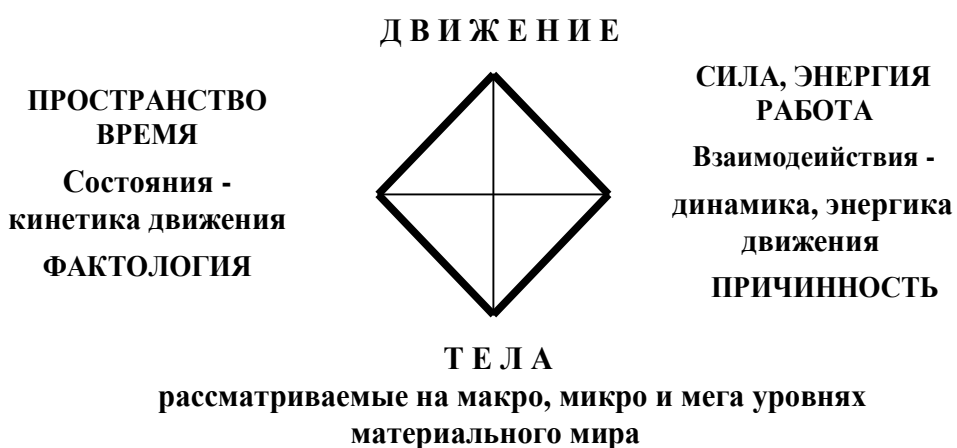 Д В И Ж Е Н И Е
ПРОСТРАНСТВО
ВРЕМЯ
Состояния -
кинетика движения
ФАКТОЛОГИЯ
СИЛА, ЭНЕРГИЯ
РАБОТА
Взаимодеийствия -
динамика, энергика
движения
ПРИЧИННОСТЬ
Т Е Л А
рассматриваемые на макро, микро и мега уровнях
материального мира